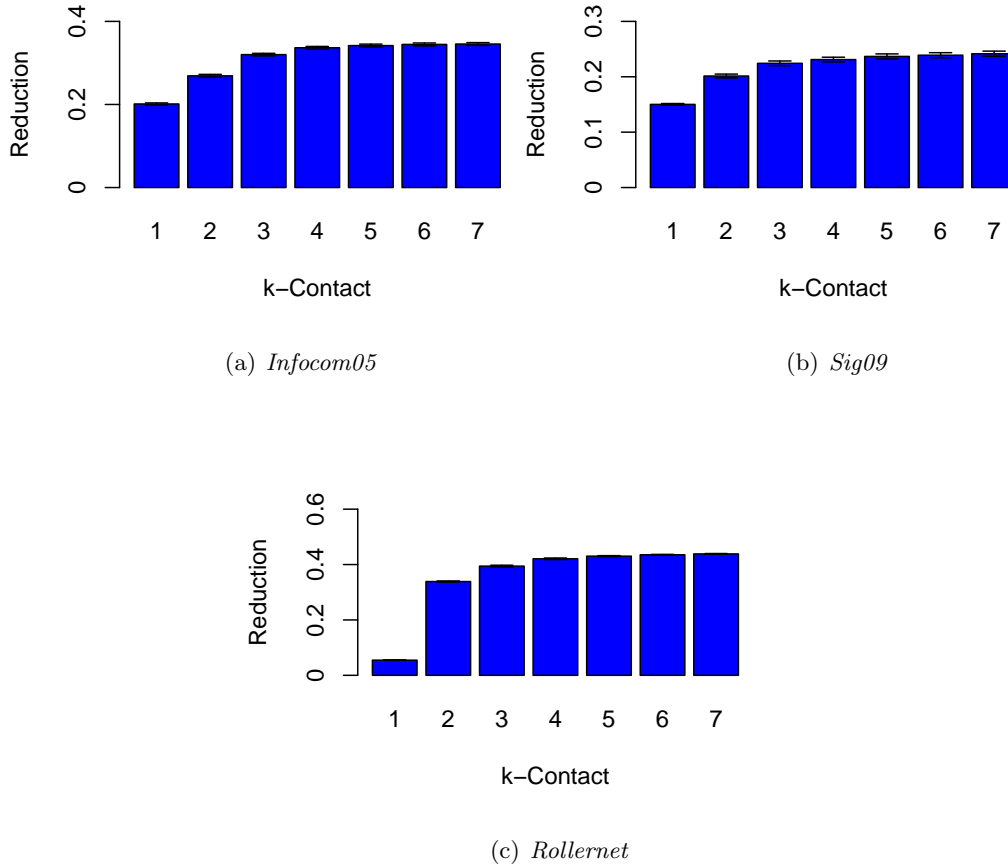 0.4
0.2
0
Reduction
1 2 3 4 5 6 7
k−Contact
(a) Infocom05
0.3
0.2
0.1
0
Reduction
1 2 3 4 5 6 7
k−Contact
(b) Sig09
0.6
0.4
0.2
0
Reduction
1 2 3 4 5 6 7
k−Contact
(c) Rollernet